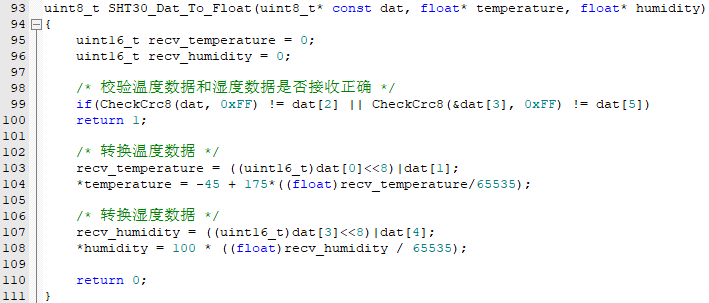 93 uint8_t SHT30_Dat_To_Float(uint8_t* const dat, float* temperature, float* humidity)
94 {
95 uint16_t recv_temperature = 0;
96 uint16_t recv_humidity = 0;
97
98 /* 校验温度数据和湿度数据是否接收正确 */
99 if(CheckCrc8(dat, 0xFF) != dat[2] || CheckCrc8(&dat[3], 0xFF) != dat[5])
100 return 1;
101
102 /* 转换温度数据 */
103 recv_temperature = ((uint16_t)dat[0]<<8)|dat[1];
104 *temperature = -45 + 175*((float)recv_temperature/65535);
105
106 /* 转换湿度数据 */
107 recv_humidity = ((uint16_t)dat[3]<<8)|dat[4];
108 *humidity = 100 * ((float)recv_humidity / 65535);
109
110 return 0;
111 }